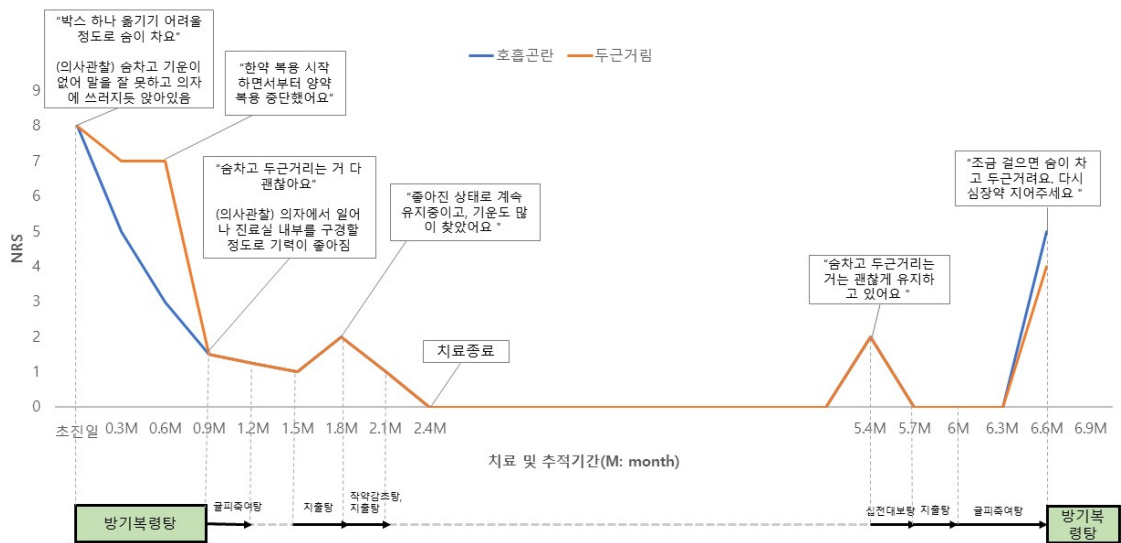 "박스 하나 옮기기 어려울
정도로 숨이 차요"
(의사관찰) 숨차고 기운이
없어 말을 잘 못하고 의자
에 쓰러지듯 앉아있음
"한약 복용 시작
하면서부터 양약
복용 중단했어요"
호흡곤란
두근거림
"숨차고 두근거리는 거 다
괜찮아요"
(의사관찰) 의자에서 일어
나 진료실 내부를 구경할
정도로 기력이 좋아짐
"좋아진 상태로 계속
유지중이고, 기운도 많
이 찾았어요 "
치료종료
"숨차고 두근거리는
거는 괜찮게 유지하
고 있어요 "
"조금 걸으면 숨이 차
고 두근거려요. 다시
심장약 지어주세요 "
NRS
9
8
7
6
5
4
3
2
1
0
초진일 0.3M 0.6M 0.9M 1.2M 1.5M 1.8M 2.1M 2.4M 5.4M 5.7M 6M 6.3M 6.6M 6.9M
치료 및 추적기간(M: month)
방기복령탕
귤피죽여탕
지출탕
작약감초탕,
지출탕
십전대보탕
지출탕
귤피죽여탕
방기복
령탕